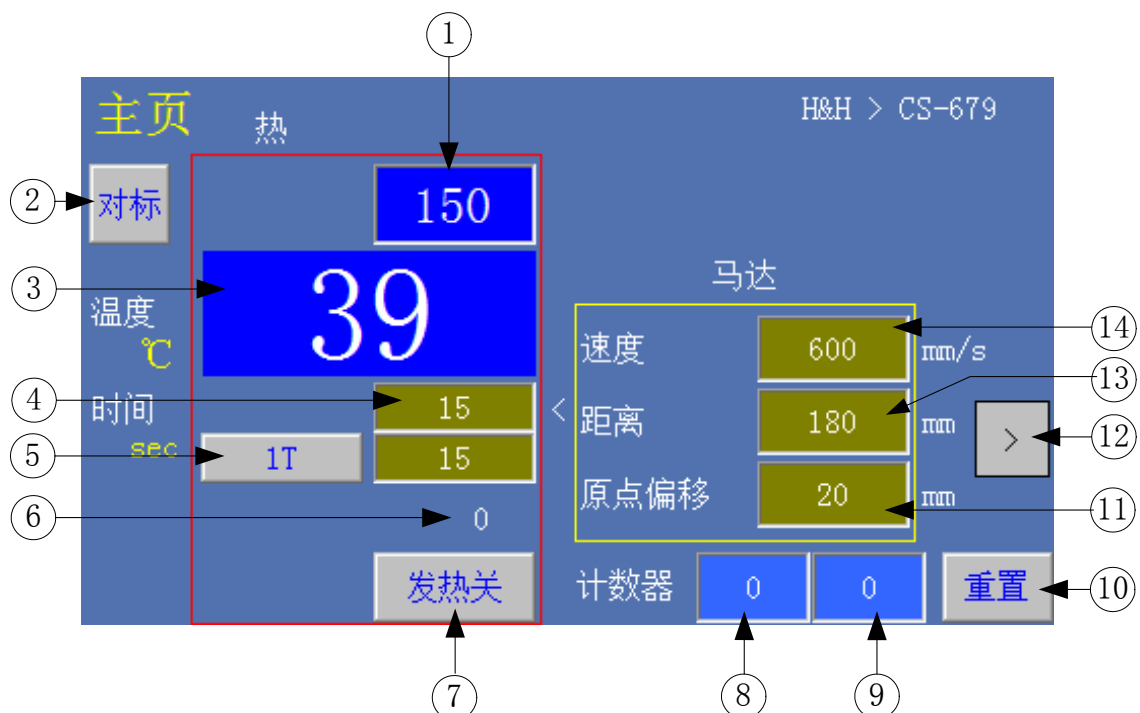 ①
主页
热
H&H > CS-679
② 对标
150
③ 39
温度
℃
马达
速度 600 mm/s ⑭
时间
sec
④ 15
<
距离 180 mm ⑬
⑤ 1T 15
> ⑫
⑥ 0
原点偏移 20 mm ⑪
发热关
计数器 0 0 重置 ⑩
⑦ ⑧ ⑨